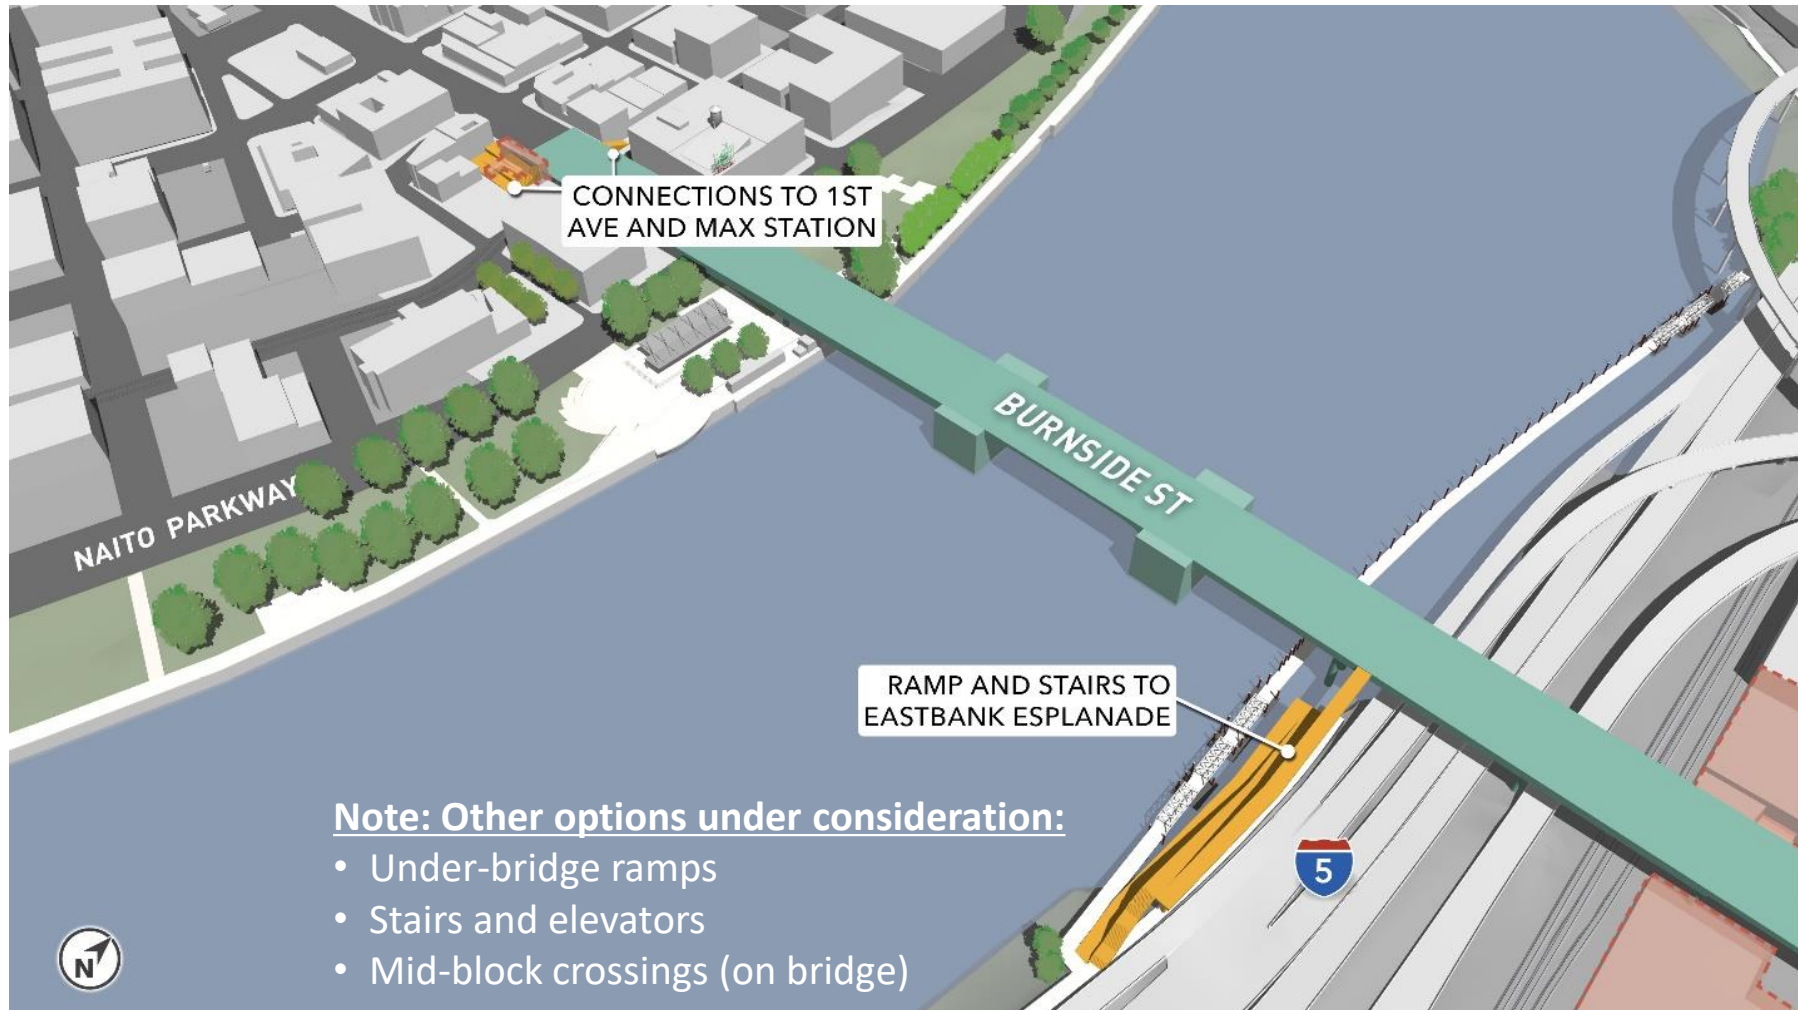 CONNECTIONS TO 1ST
AVE AND MAX STATION
BURNSIDE ST
NAITO PARKWAY
RAMP AND STAIRS TO
EASTBANK ESPLANADE
Note: Other options under consideration:
• Under-bridge ramps
• Stairs and elevators
• Mid-block crossings (on bridge)
5
N